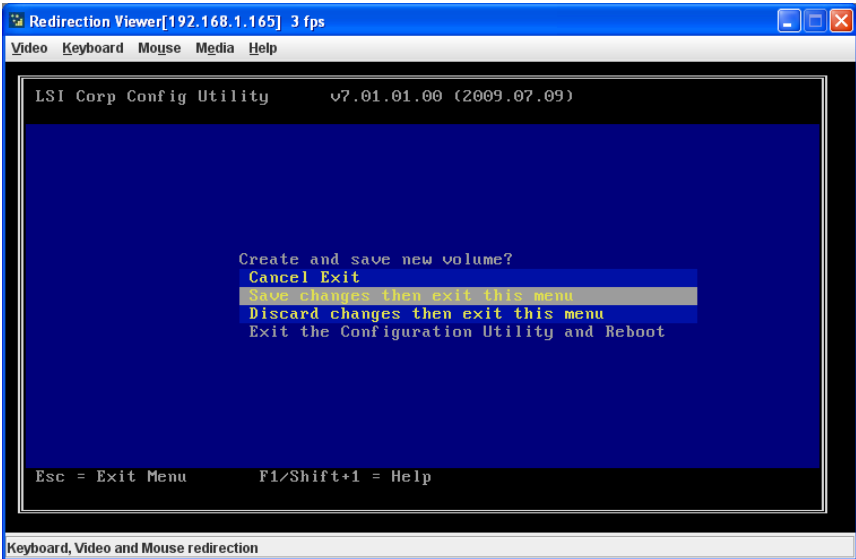 Redirection Viewer[192.168.1.165] 3 fps
Video Keyboard Mouse Media Help
LSI Corp Config Utility v7.01.01.00 (2009.07.09)
Create and save new volume?
Cancel Exit
Save changes then exit this menu
Discard changes then exit this menu
Exit the Configuration Utility and Reboot
Esc = Exit Menu F1/Shift+1 = Help
Keyboard, Video and Mouse redirection